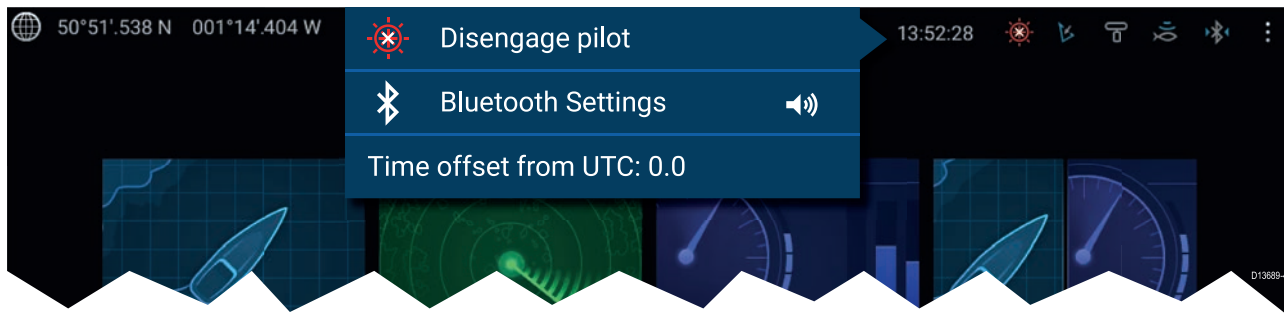 50°51'.538 N 001°14'.404 W
Disengage pilot
13:52:28
Bluetooth Settings
Time offset from UTC: 0.0